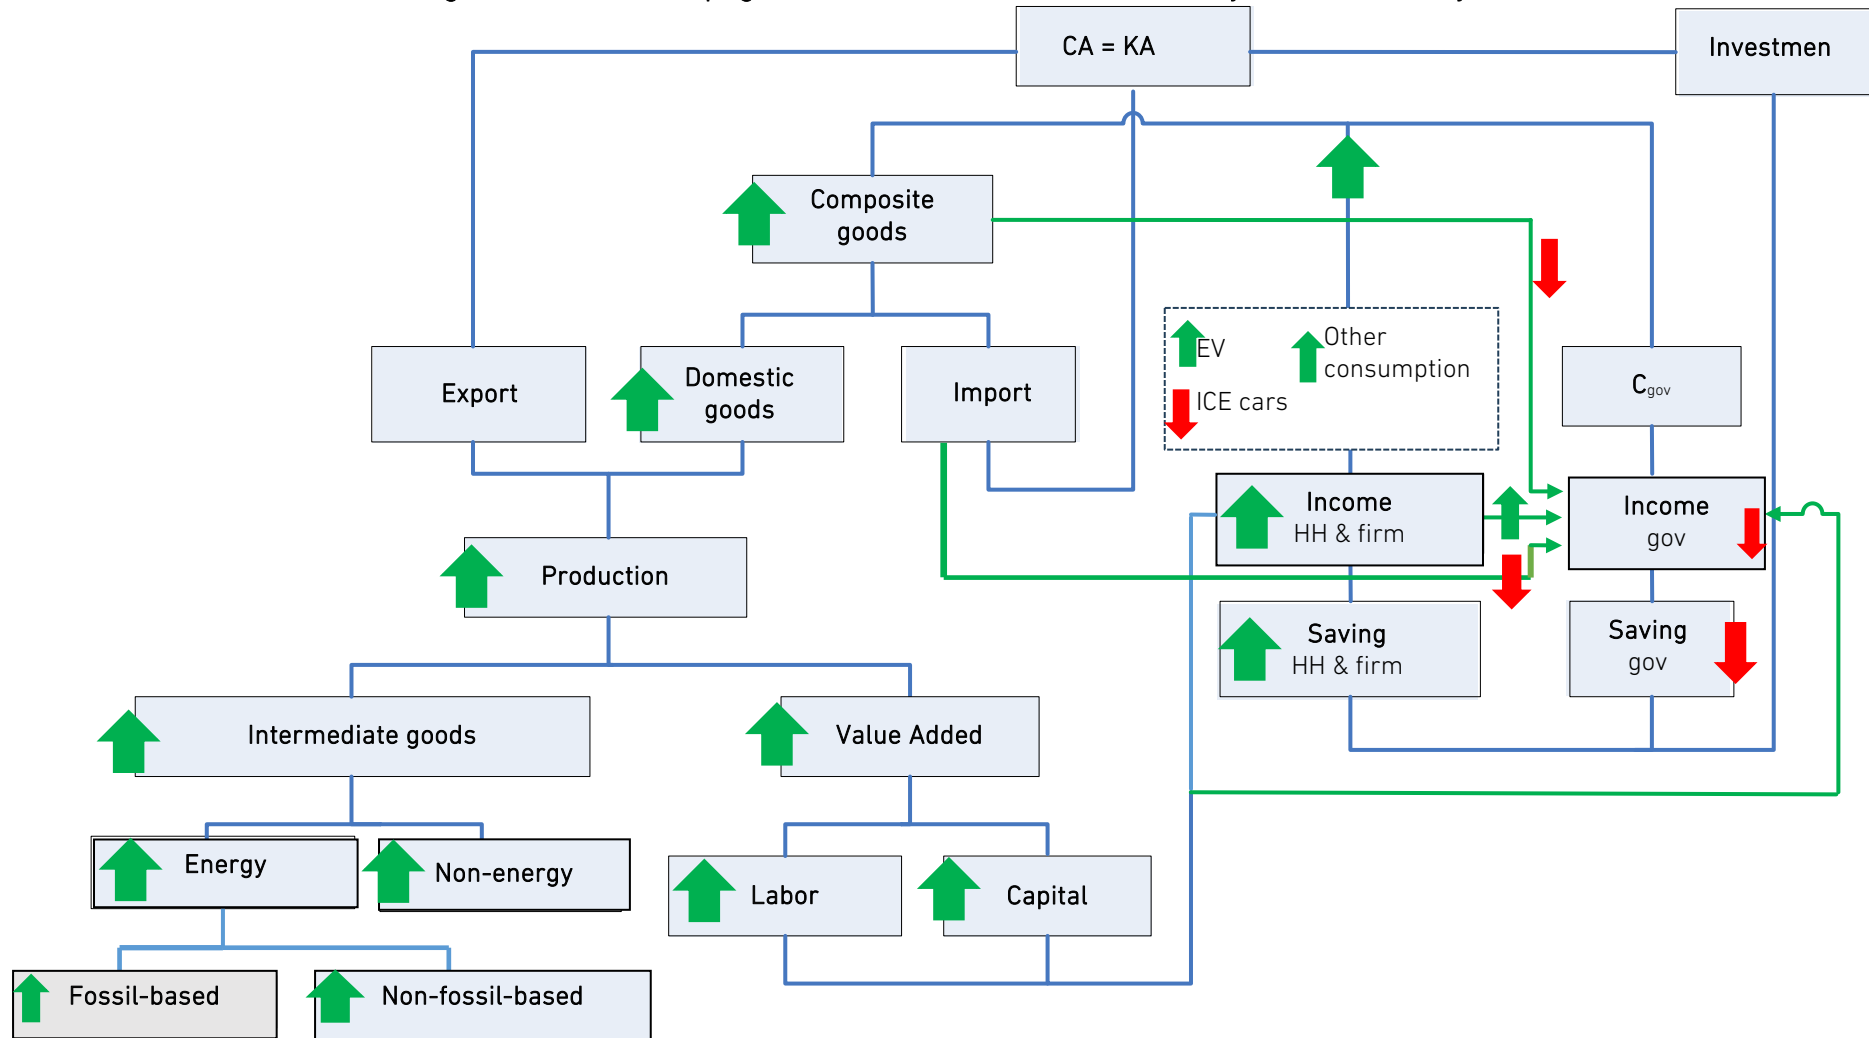 CA = KA
Investmen
Composite
goods
EV
Other
consumption
ICE cars
Export
Domestic
goods
Import
Cgov
Income
HH & firm
Income
gov
Production
Saving
HH & firm
Saving
gov
Intermediate goods
Value Added
Energy
Non-energy
Labor
Capital
Fossil-based
Non-fossil-based